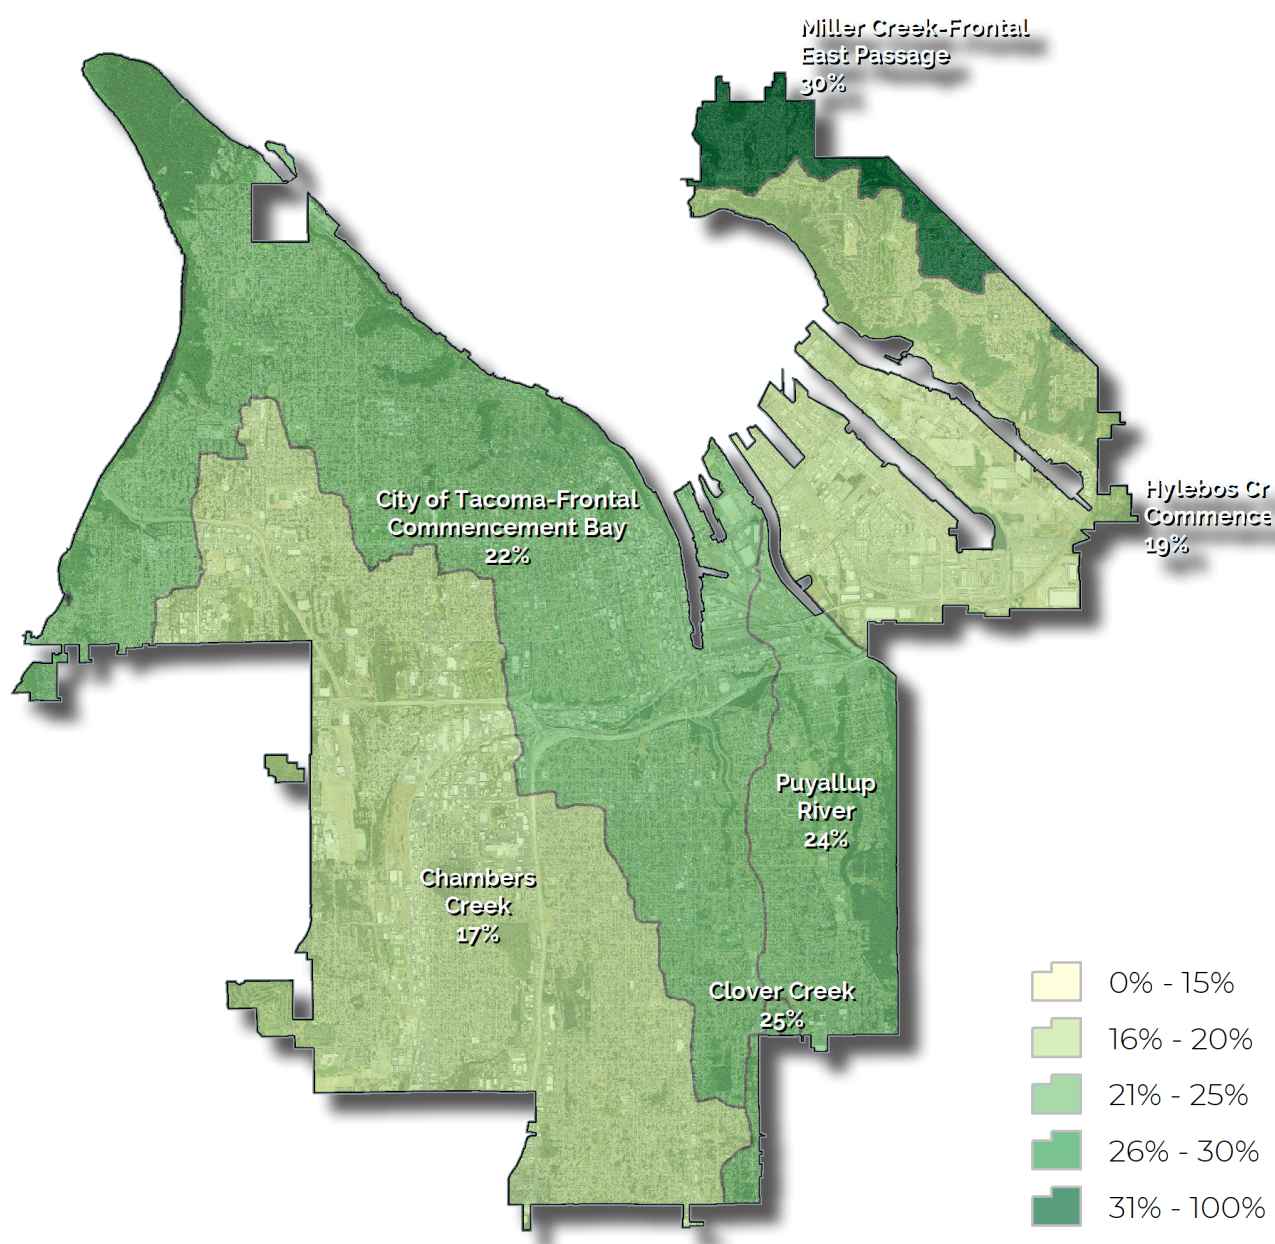 Miller Creek-Frontal
East Passage
30%
City of Tacoma-Frontal
Commencement Bay
22%
Hylebos Cr
Commence
19%
Puyallup
River
24%
Chambers
Creek
17%
Clover Creek
25%
0% - 15%
16% - 20%
21% - 25%
26% - 30%
31% - 100%